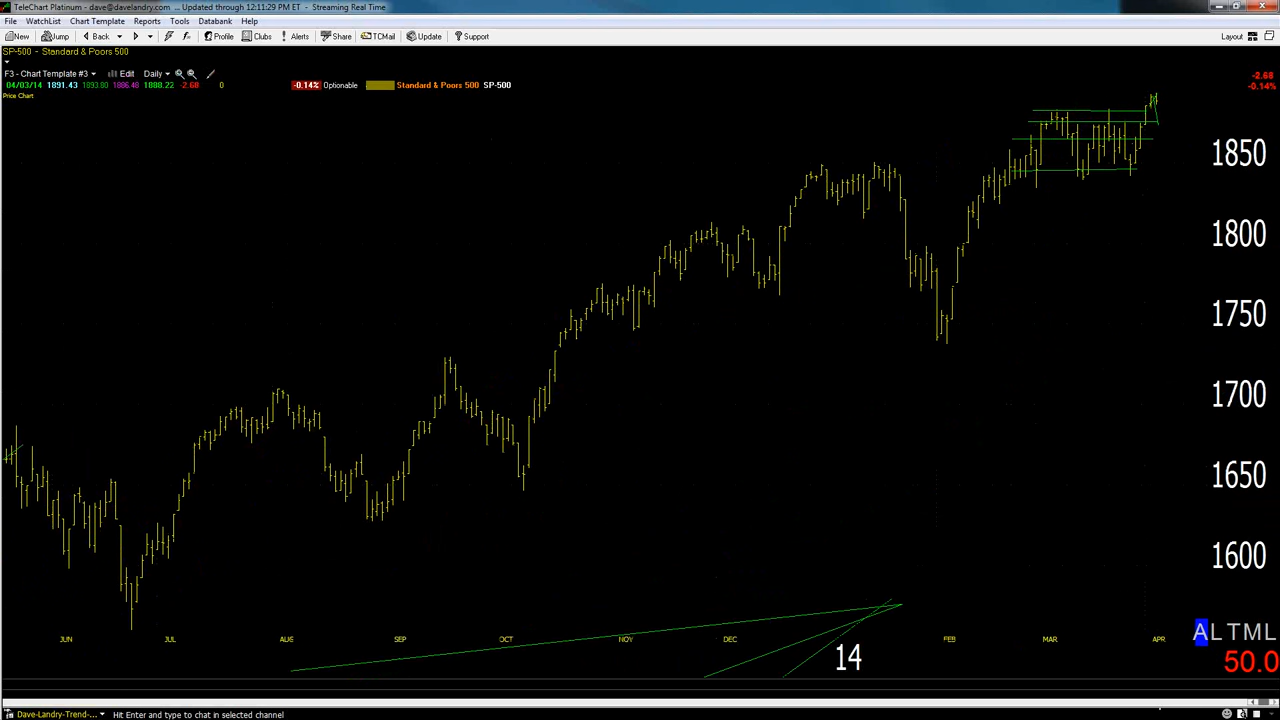 TeleChart Platinum - dave@davelandry.com ... Updated through 12:11:29 PM ET - Streaming Real Time
File WatchList Chart Template Reports Tools Databank Help
New Jump Back Profile Clubs Alerts Share TCMail Update Support Layout
SP-500 - Standard & Poors 500
F3 - Chart Template #3 Edit Daily
04/03/14 1891.43 1893.80 1886.48 1888.22 -2.68 0 -0.14% Optionable Standard & Poors 500 SP-500
-2.68
-0.14%
Price Chart
1850
1800
1750
1700
1650
1600
JUN JUL AUG SEP OCT NOV DEC 14 FEB MAR APR
A L T M L
50.0
Dave-Landry-Trend-... Hit Enter and type to chat in selected channel